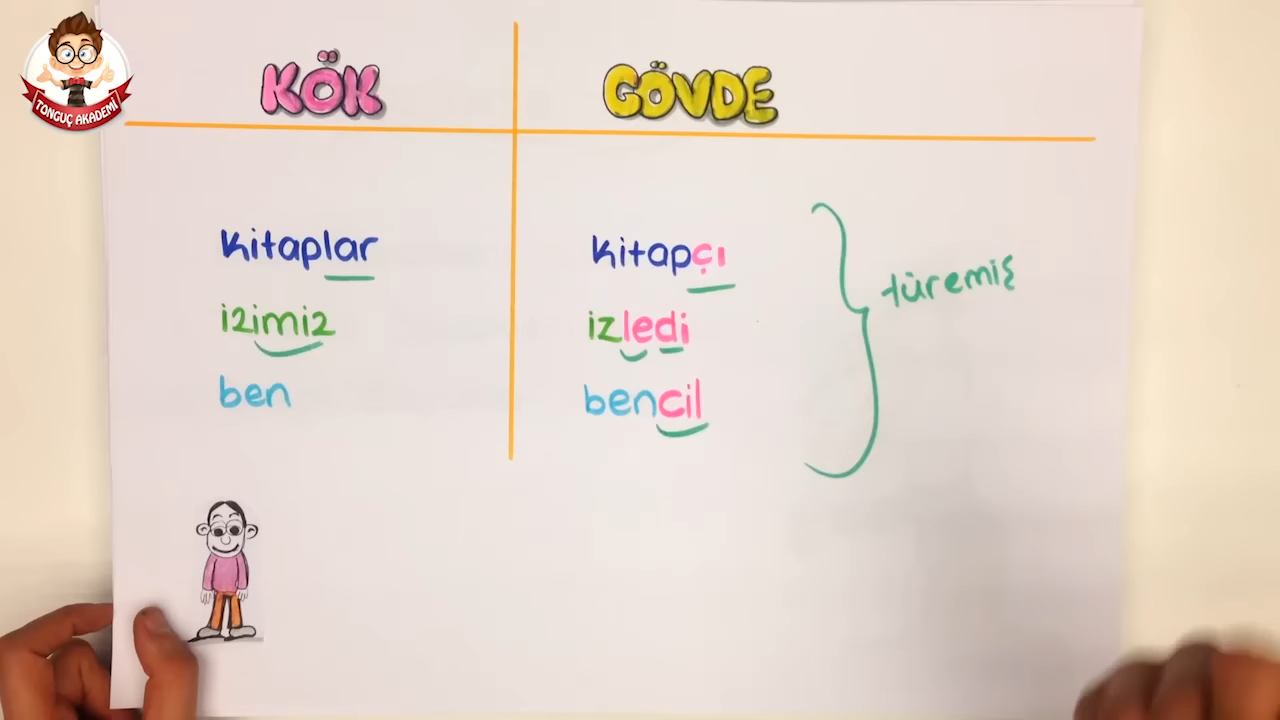 TONGUÇ AKADEMİ
KÖK
GÖVDE
kitaplar
izimiz
ben
kitapçı
izledi
bencil
türemiş